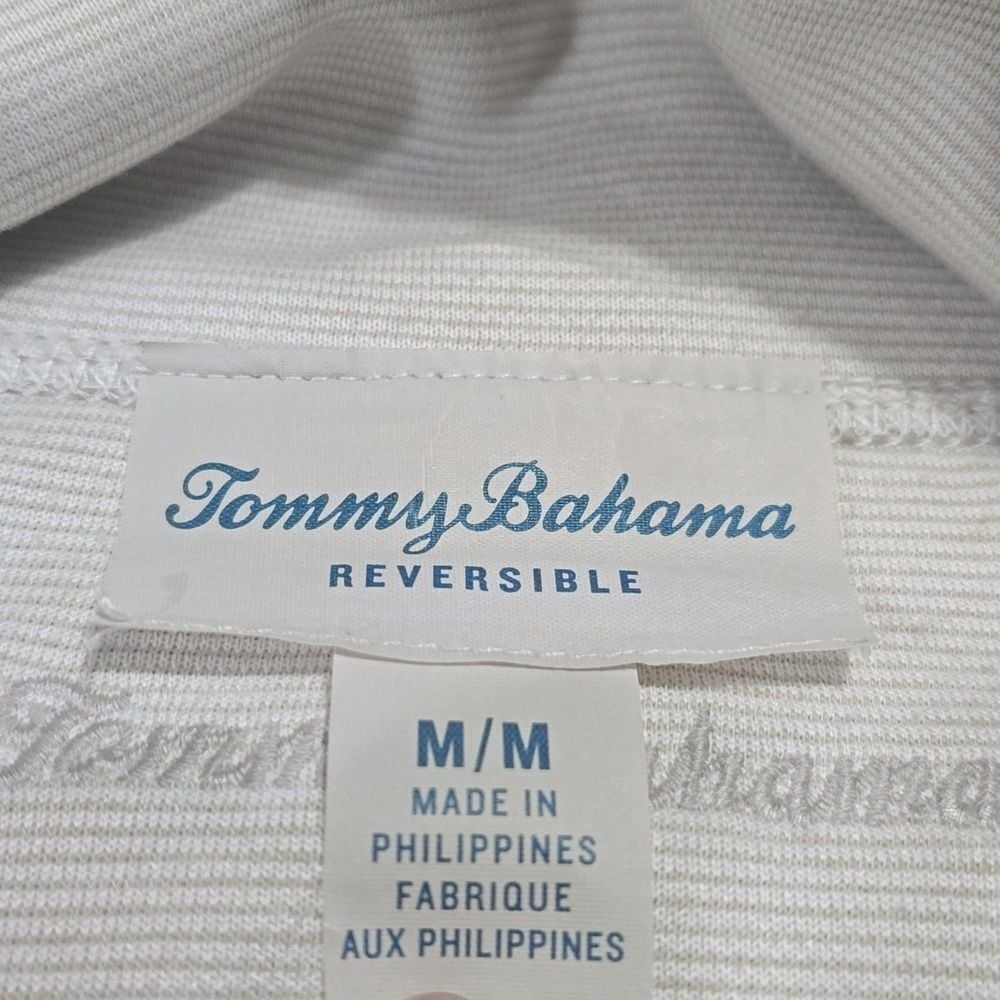 Tommy Bahama
REVERSIBLE
M/M
MADE IN
PHILIPPINES
FABRIQUE
AUX PHILIPPINES